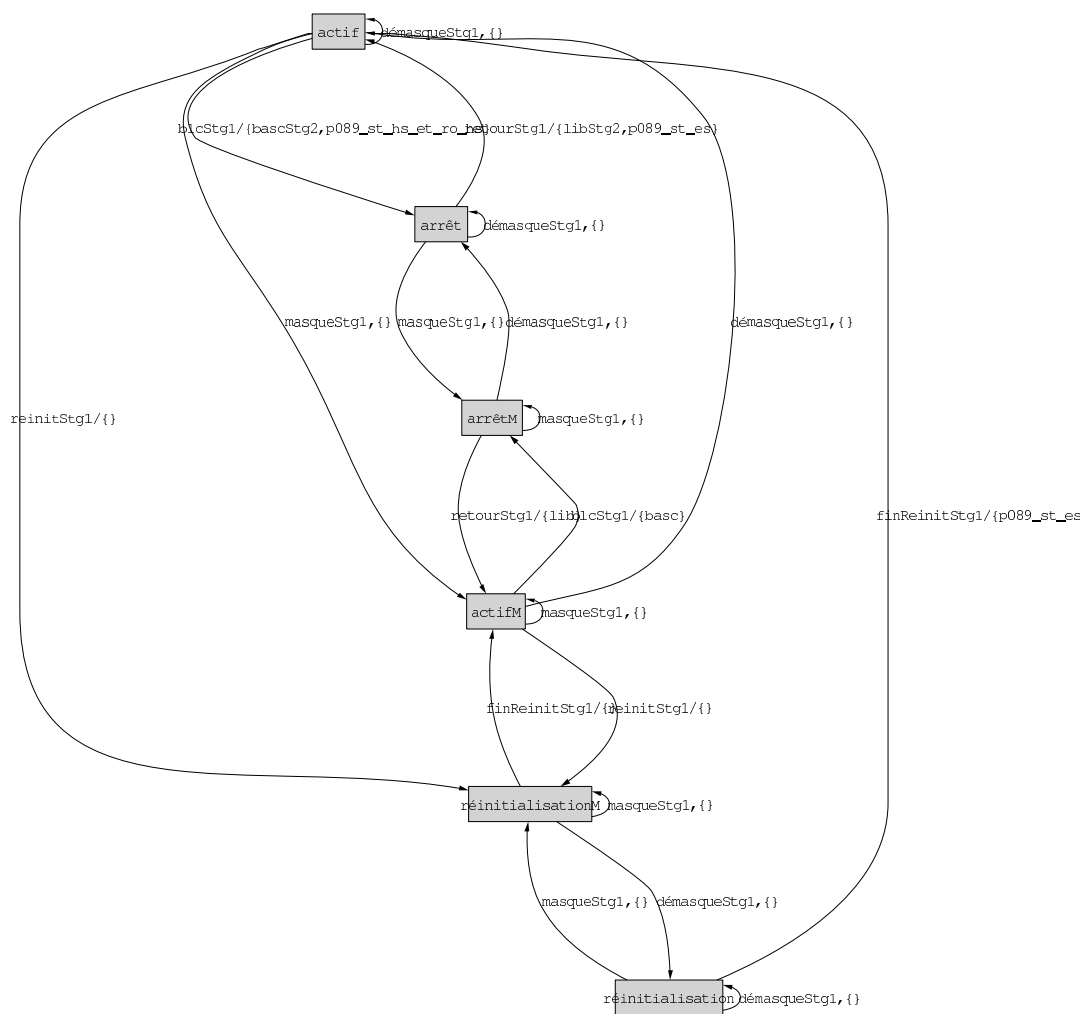 actif
démasqueStg1,{}
blcStg1/{bascStg2,p089_st_hs_et_ro_hs}
retourStg1/{libStg2,p089_st_es}
arrêt
démasqueStg1,{}
masqueStg1,{}
masqueStg1,{}
démasqueStg1,{}
démasqueStg1,{}
reinitStg1/{}
arrêtM
masqueStg1,{}
retourStg1/{lib}
blcStg1/{basc}
finReinitStg1/{p089_st_es
actifM
masqueStg1,{}
finReinitStg1/{}
reinitStg1/{}
réinitialisationM
masqueStg1,{}
masqueStg1,{}
démasqueStg1,{}
réinitialisation
démasqueStg1,{}